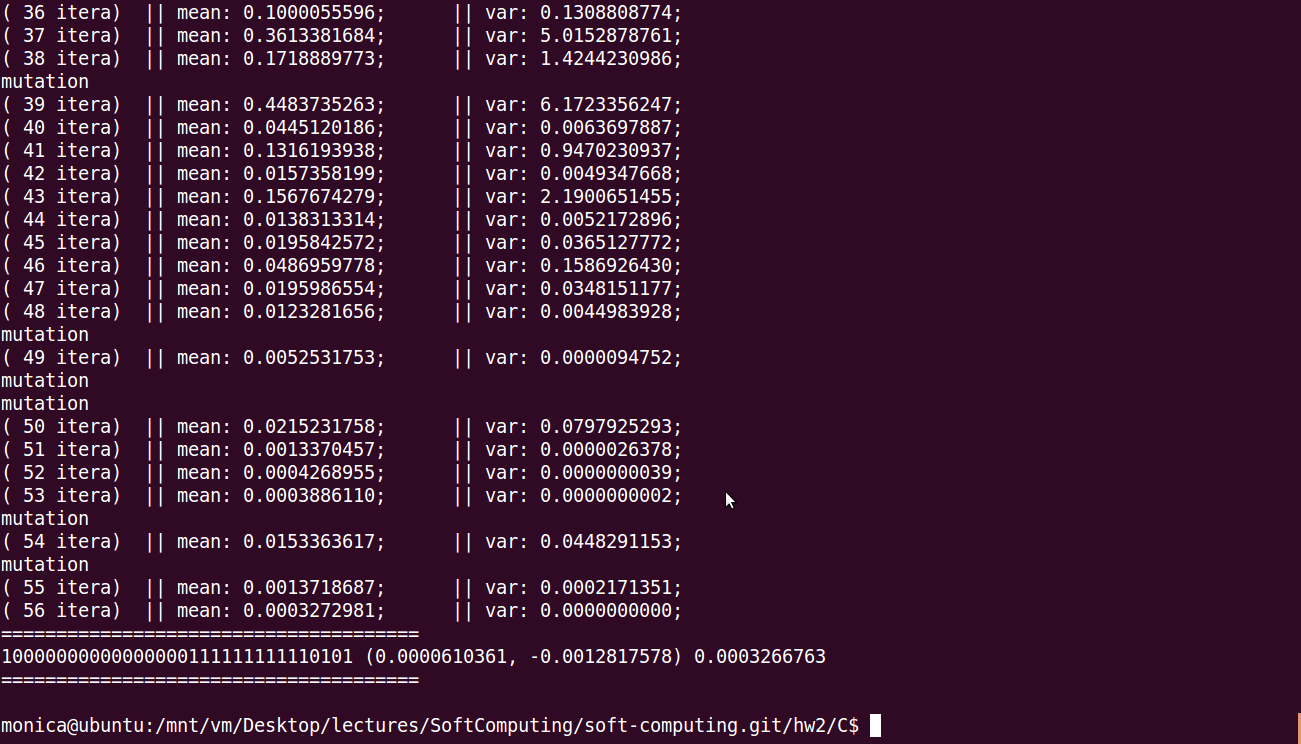 ( 36 itera)  || mean: 0.1000055596;      || var: 0.1308808774;
( 37 itera)  || mean: 0.3613381684;      || var: 5.0152878761;
( 38 itera)  || mean: 0.1718889773;      || var: 1.4244230986;
mutation
( 39 itera)  || mean: 0.4483735263;      || var: 6.1723356247;
( 40 itera)  || mean: 0.0445120186;      || var: 0.0063697887;
( 41 itera)  || mean: 0.1316193938;      || var: 0.9470230937;
( 42 itera)  || mean: 0.0157358199;      || var: 0.0049347668;
( 43 itera)  || mean: 0.1567674279;      || var: 2.1900651455;
( 44 itera)  || mean: 0.0138313314;      || var: 0.0052172896;
( 45 itera)  || mean: 0.0195842572;      || var: 0.0365127772;
( 46 itera)  || mean: 0.0486959778;      || var: 0.1586926430;
( 47 itera)  || mean: 0.0195986554;      || var: 0.0348151177;
( 48 itera)  || mean: 0.0123281656;      || var: 0.0044983928;
mutation
( 49 itera)  || mean: 0.0052531753;      || var: 0.0000094752;
mutation
mutation
( 50 itera)  || mean: 0.0215231758;      || var: 0.0797925293;
( 51 itera)  || mean: 0.0013370457;      || var: 0.0000026378;
( 52 itera)  || mean: 0.0004268955;      || var: 0.0000000039;
( 53 itera)  || mean: 0.0003886110;      || var: 0.0000000002;
mutation
( 54 itera)  || mean: 0.0153363617;      || var: 0.0448291153;
mutation
( 55 itera)  || mean: 0.0013718687;      || var: 0.0002171351;
( 56 itera)  || mean: 0.0003272981;      || var: 0.0000000000;
======================================
10000000000000000111111111110101 (0.0000610361, -0.0012817578) 0.0003266763
======================================
monica@ubuntu:/mnt/vm/Desktop/lectures/SoftComputing/soft-computing.git/hw2/C$